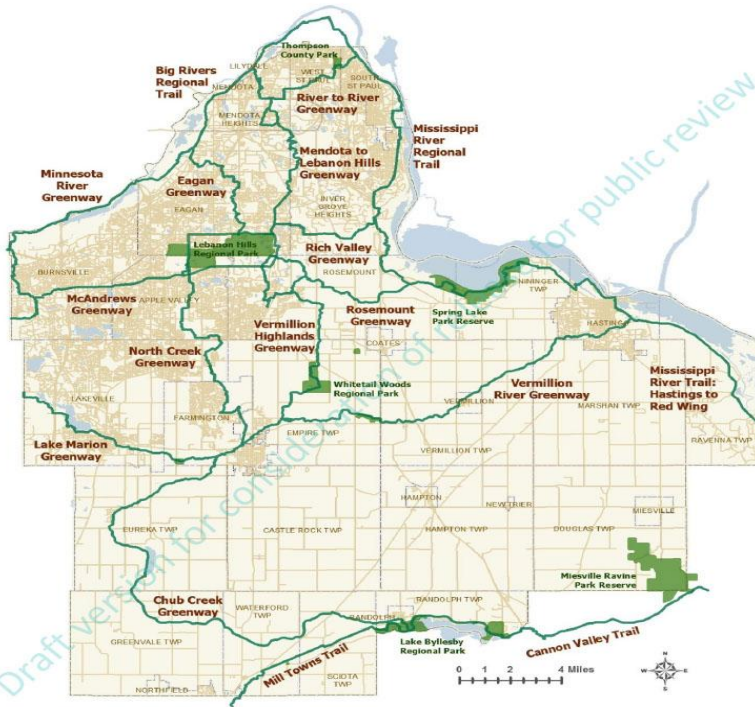 Thompson
County Park
LILYDALE
WEST
ST PAUL
SOUTH
ST PAUL
Big Rivers
Regional
Trail
MENDOTA
River to River
Greenway
MENDOTA
HEIGHTS
Mississippi
River
Regional
Trail
Mendota to
Lebanon Hills
Greenway
Minnesota
River
Greenway
Eagan
Greenway
EAGAN
INVER
GROVE
HEIGHTS
Lebanon Hills
Regional Park
Rich Valley
Greenway
ROSEMOUNT
BURNSVILLE
NININGER
TWP
McAndrews
Greenway
APPLE VALLEY
Spring Lake
Park Reserve
Rosemount
Greenway
HASTINGS
Vermillion
Highlands
Greenway
COATES
North Creek
Greenway
Whitetail Woods
Regional Park
Vermillion
River Greenway
Mississippi
River Trail:
Hastings to
Red Wing
LAKEVILLE
FARMINGTON
VERMILLION
MARSHAN TWP
Lake Marion
Greenway
EMPIRE TWP
VERMILLION TWP
RAVENNA TWP
HAMPTON
NEW TRIER
MIESVILLE
EUREKA TWP
CASTLE ROCK TWP
HAMPTON TWP
DOUGLAS TWP
Miesville Ravine
Park Reserve
Chub Creek
Greenway
WATERFORD
TWP
RANDOLPH
RANDOLPH TWP
GREENVALE TWP
Lake Byllesby
Regional Park
Cannon Valley Trail
Mill Towns Trail
SCIOTA
TWP
NORTHFIELD
0 1 2 4 Miles
N
W E
S
Draft version for consideration of release for public review